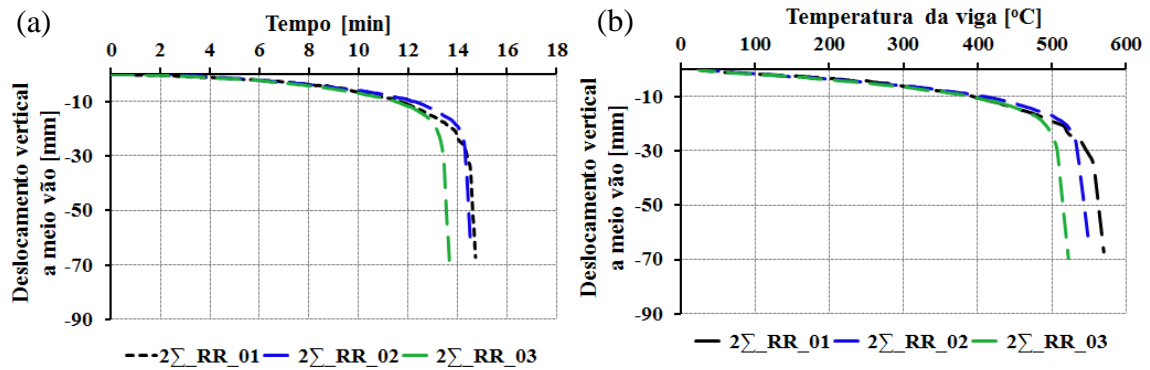 (a)
Tempo [min]
0 2 4 6 8 10 12 14 16 18
Deslocamento vertical
a meio vão [mm]
-10
-30
-50
-70
-90
2∑_RR_01 2∑_RR_02 2∑_RR_03
(b)
Temperatura da viga [ºC]
0 100 200 300 400 500 600
Deslocamento vertical
a meio vão [mm]
-10
-30
-50
-70
-90
2∑_RR_01 2∑_RR_02 2∑_RR_03